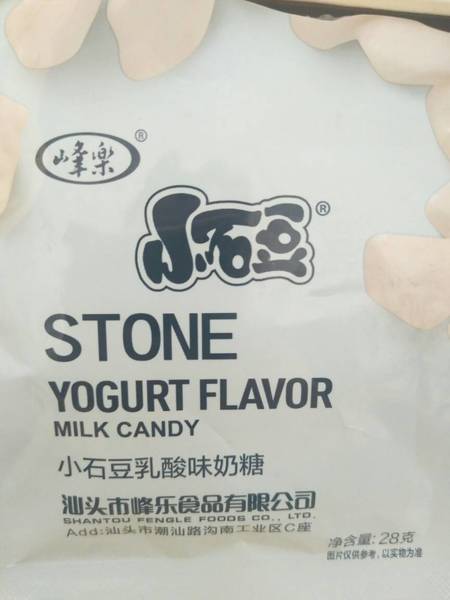 峰樂®
小石豆®
STONE
YOGURT FLAVOR
MILK CANDY
小石豆乳酸味奶糖
汕头市峰乐食品有限公司
SHANTOU FENGLE FOODS CO., LTD.
Add:汕头市潮汕路沟南工业区C座
净含量: 28克
图片仅供参考，以实物为准